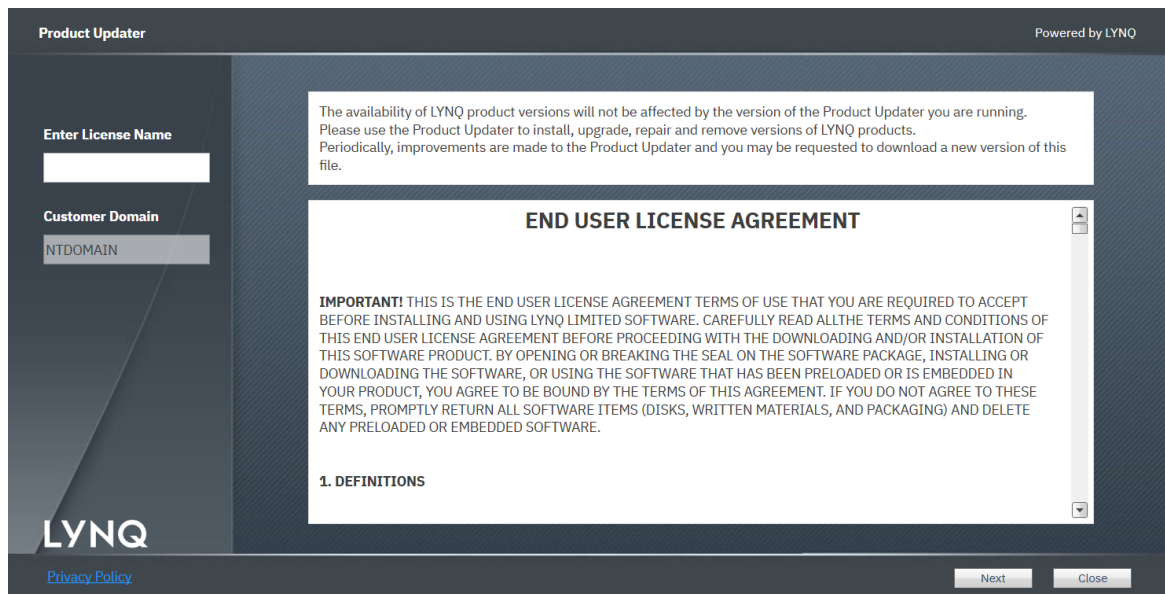 Product Updater
Powered by LYNQ
Enter License Name
Customer Domain
NTDOMAIN
The availability of LYNQ product versions will not be affected by the version of the Product Updater you are running.
Please use the Product Updater to install, upgrade, repair and remove versions of LYNQ products.
Periodically, improvements are made to the Product Updater and you may be requested to download a new version of this
file.
END USER LICENSE AGREEMENT
IMPORTANT! THIS IS THE END USER LICENSE AGREEMENT TERMS OF USE THAT YOU ARE REQUIRED TO ACCEPT
BEFORE INSTALLING AND USING LYNQ LIMITED SOFTWARE. CAREFULLY READ ALLTHE TERMS AND CONDITIONS OF
THIS END USER LICENSE AGREEMENT BEFORE PROCEEDING WITH THE DOWNLOADING AND/OR INSTALLATION OF
THIS SOFTWARE PRODUCT. BY OPENING OR BREAKING THE SEAL ON THE SOFTWARE PACKAGE, INSTALLING OR
DOWNLOADING THE SOFTWARE, OR USING THE SOFTWARE THAT HAS BEEN PRELOADED OR IS EMBEDDED IN
YOUR PRODUCT, YOU AGREE TO BE BOUND BY THE TERMS OF THIS AGREEMENT. IF YOU DO NOT AGREE TO THESE
TERMS, PROMPTLY RETURN ALL SOFTWARE ITEMS (DISKS, WRITTEN MATERIALS, AND PACKAGING) AND DELETE
ANY PRELOADED OR EMBEDDED SOFTWARE.
1. DEFINITIONS
LYNQ
Privacy Policy
Next
Close